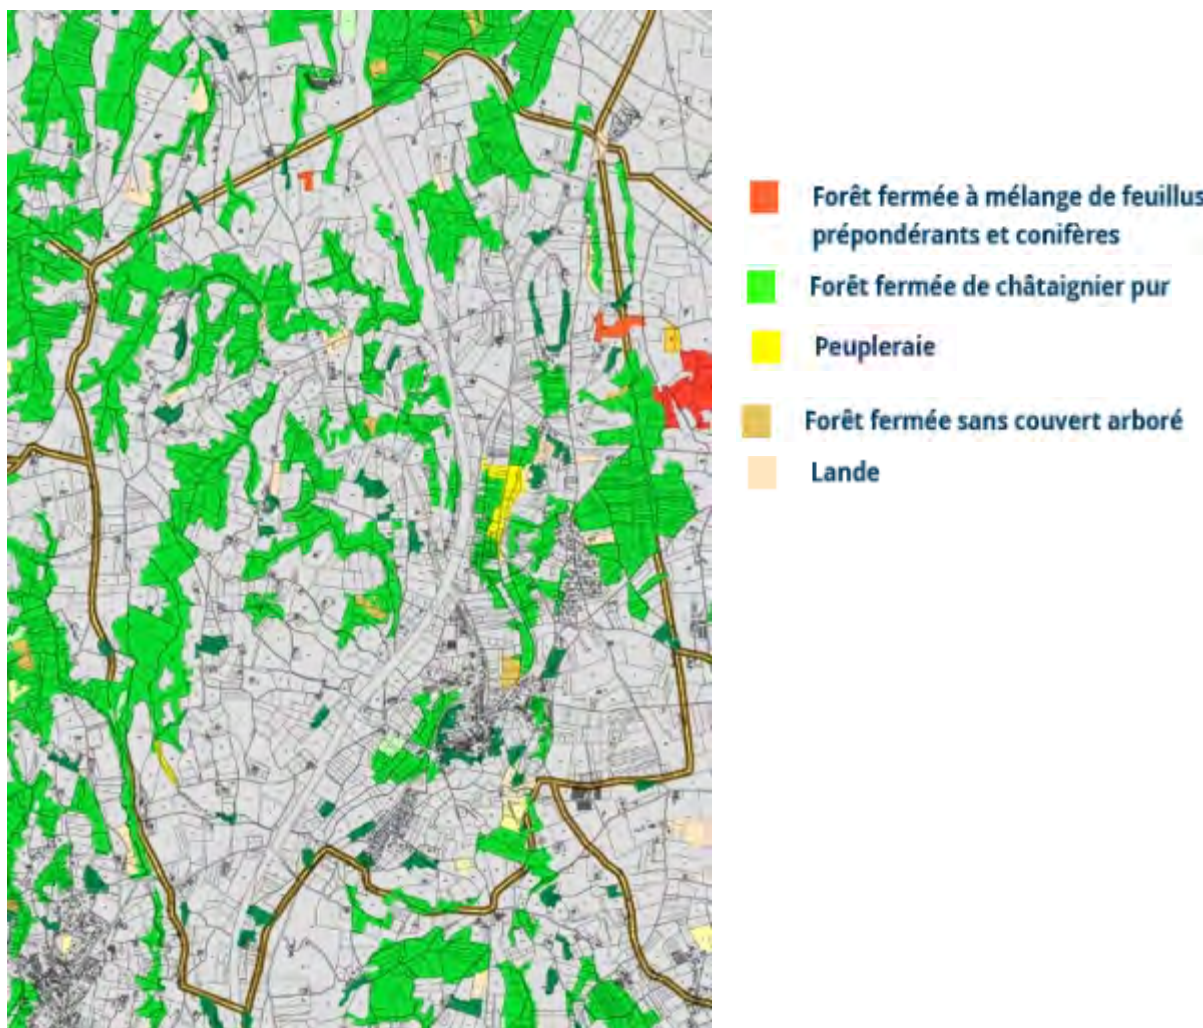 Forêt fermée à mélange de feuillus
prépondérants et conifères
Forêt fermée de châtaignier pur
Peupleraie
Forêt fermée sans couvert arboré
Lande